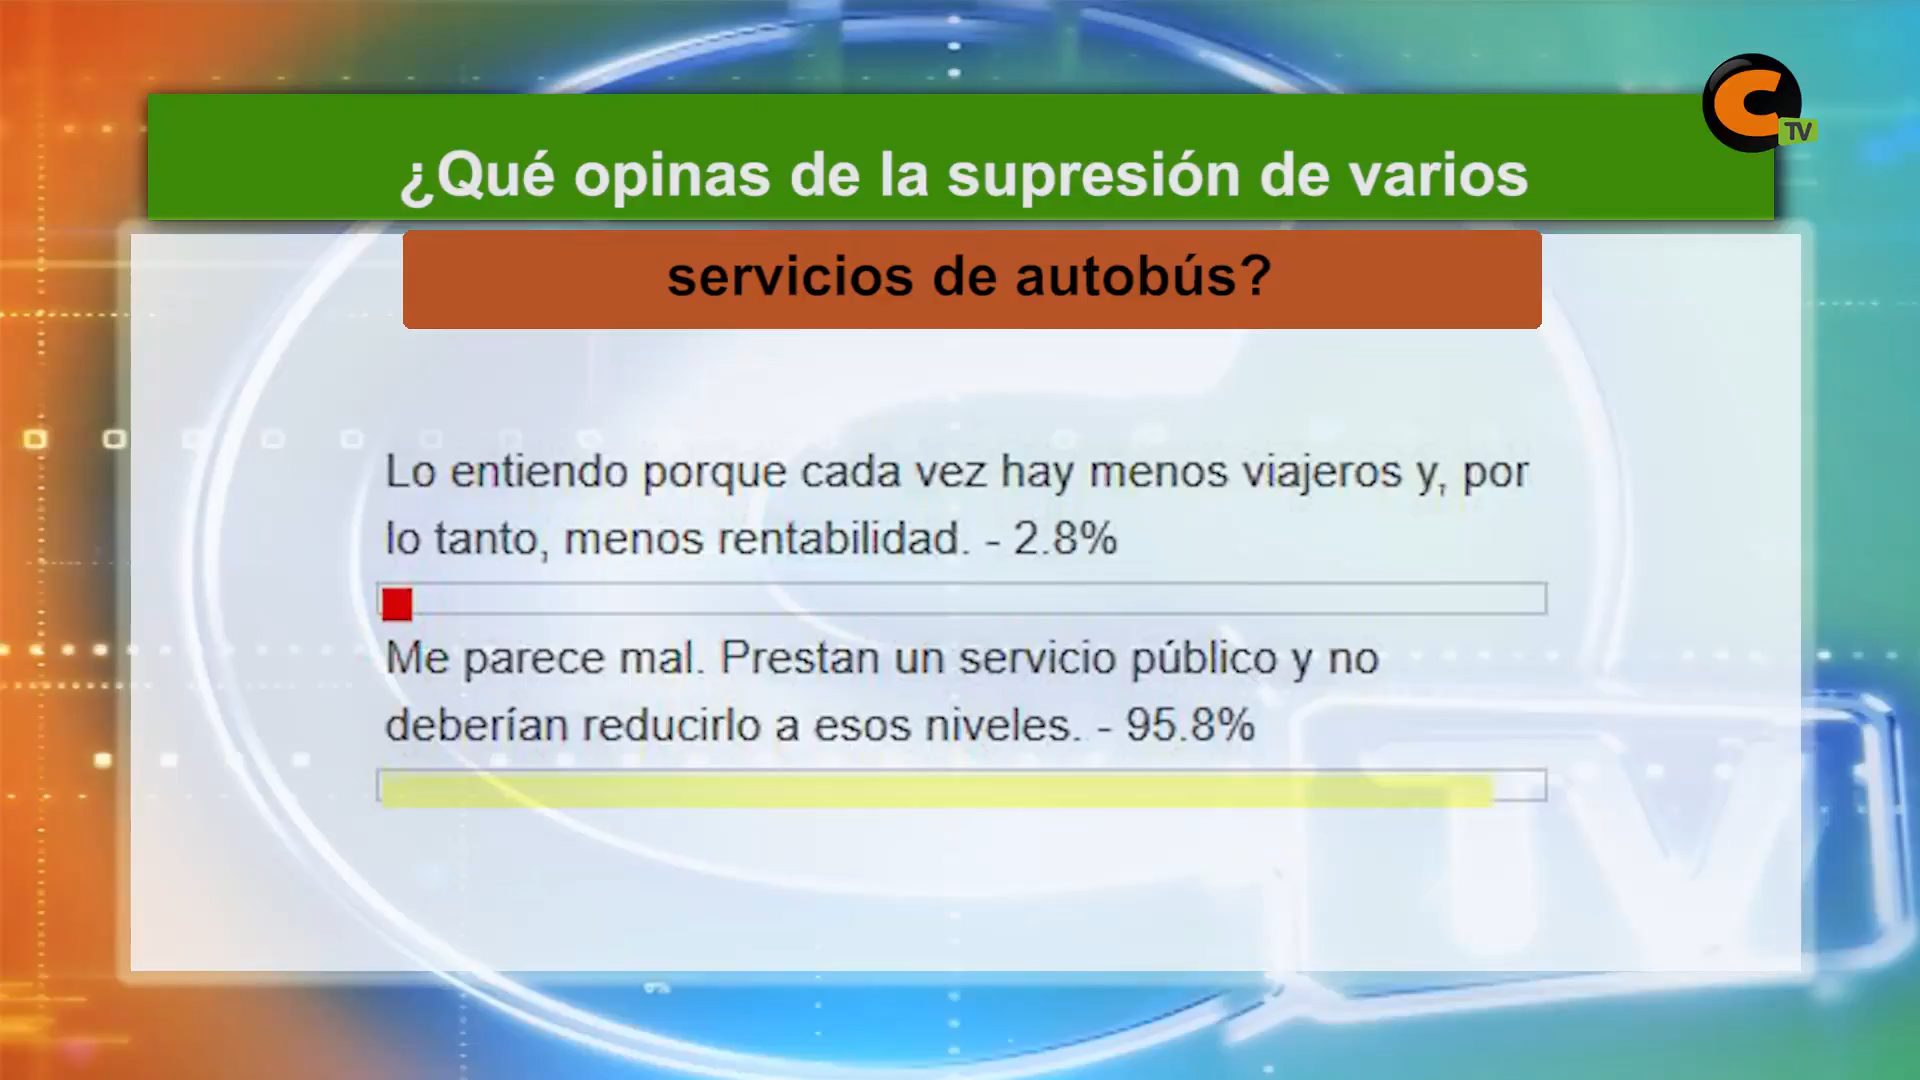 C
TV
¿Qué opinas de la supresión de varios
servicios de autobús?
Lo entiendo porque cada vez hay menos viajeros y, por
lo tanto, menos rentabilidad. - 2.8%
Me parece mal. Prestan un servicio público y no
deberían reducirlo a esos niveles. - 95.8%
TV